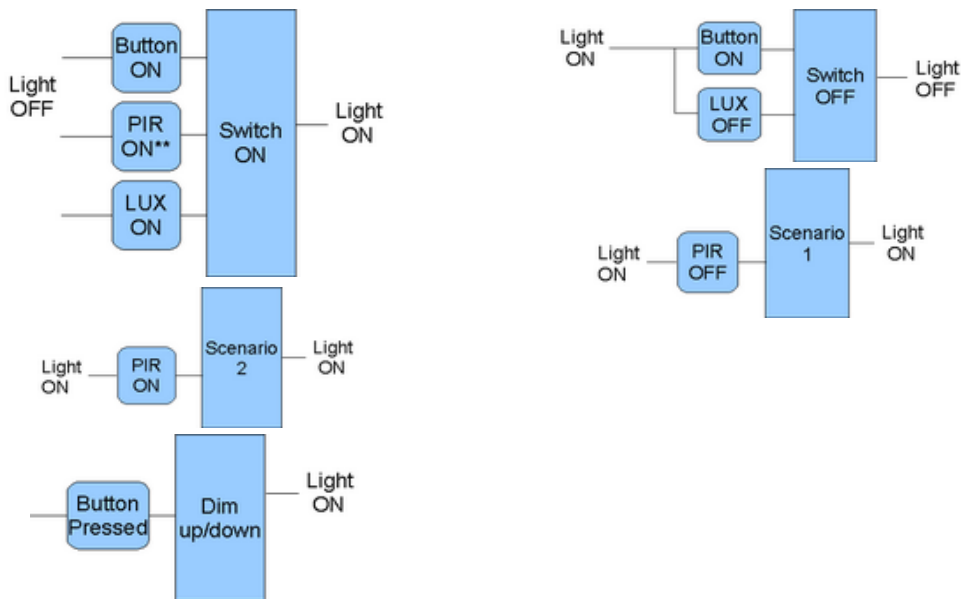 Light
OFF
Button
ON
PIR
ON**
LUX
ON
Switch
ON
Light
ON
Light
ON
Button
ON
LUX
OFF
Switch
OFF
Light
OFF
Light
ON
PIR
OFF
Scenario
1
Light
ON
Light
ON
PIR
ON
Scenario
2
Light
ON
Button
Pressed
Dim
up/down
Light
ON